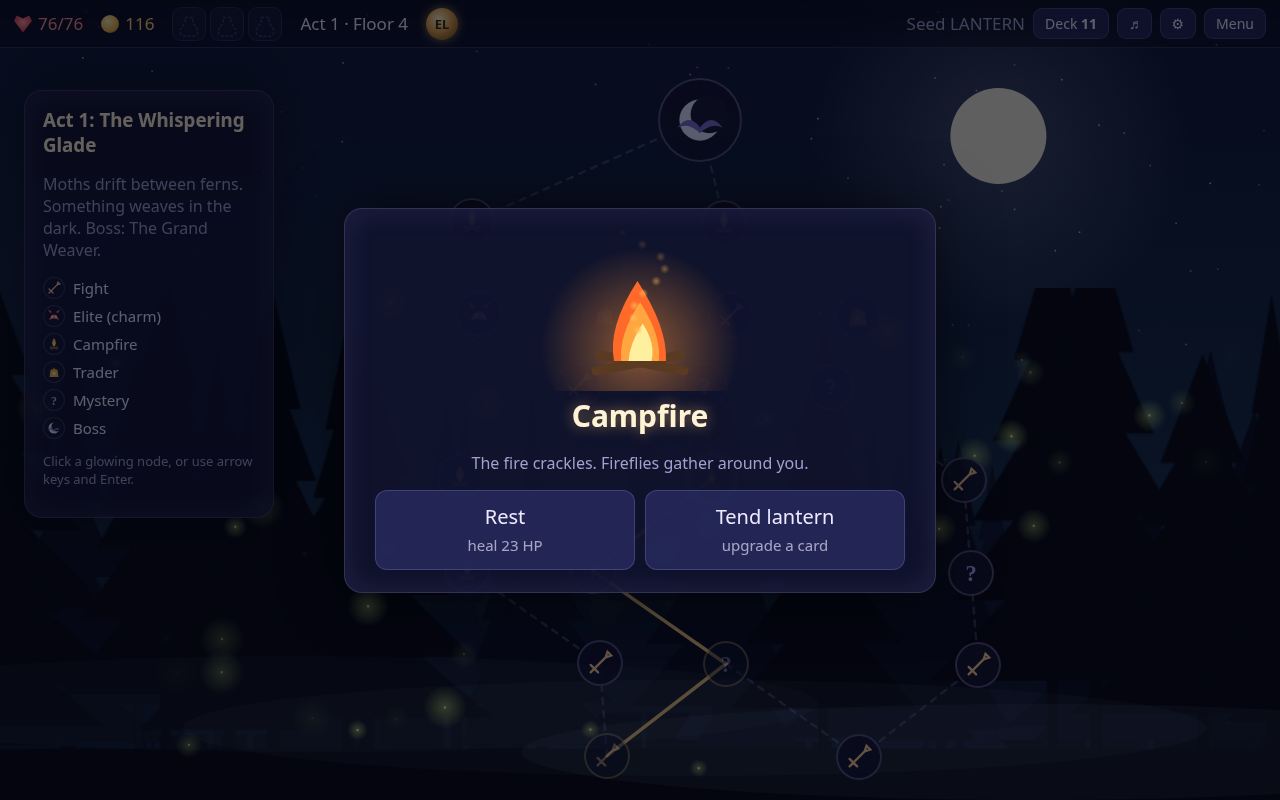 76/76
116
Act 1 · Floor 4
EL
Seed LANTERN
Deck 11
♬
⚙
Menu
Act 1: The Whispering
Glade
Moths drift between ferns.
Something weaves in the
dark. Boss: The Grand
Weaver.
Fight
Elite (charm)
Campfire
Trader
? Mystery
Boss
Click a glowing node, or use arrow
keys and Enter.
Campfire
The fire crackles. Fireflies gather around you.
Rest
heal 23 HP
Tend lantern
upgrade a card
?
?
?